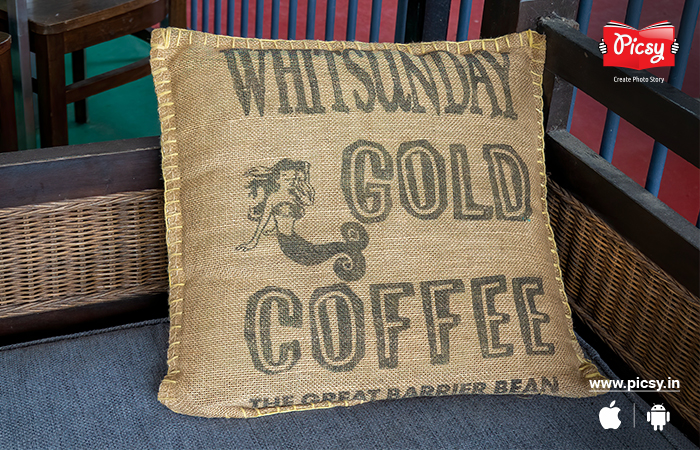 WHITSUNDAY
GOLD
COFFEE
THE GREAT BARRIER BEAN
Picsy
Create Photo Story
www.picsy.in